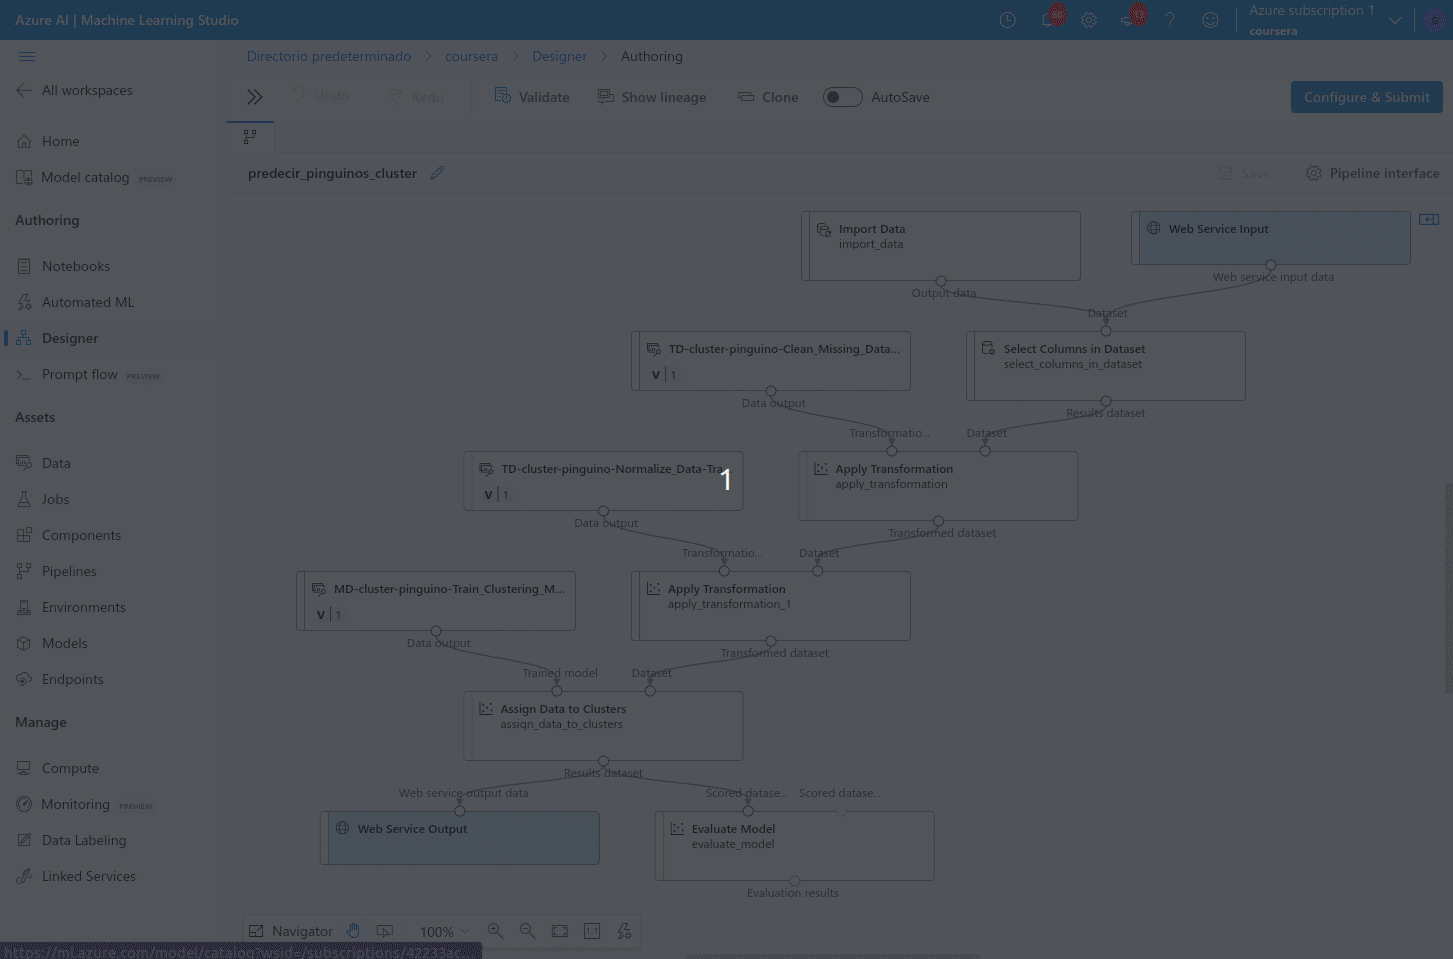 Azure AI | Machine Learning Studio
Azure subscription 1
coursera
Directorio predeterminado > coursera > Designer > Authoring
All workspaces
Undo
Redo
Validate
Show lineage
Clone
AutoSave
Configure & Submit
Home
Model catalog PREVIEW
predecir_pinguinos_cluster
Save
Pipeline interface
Authoring
Notebooks
Automated ML
Designer
Prompt flow PREVIEW
Assets
Data
Jobs
Components
Pipelines
Environments
Models
Endpoints
Manage
Compute
Monitoring PREVIEW
Data Labeling
Linked Services
Import Data
import_data
Output data
Web Service Input
Web service input data
Dataset
TD-cluster-pinguino-Clean_Missing_Data...
V | 1
Data output
Select Columns in Dataset
select_columns_in_dataset
Results dataset
Transformatio...
Dataset
TD-cluster-pinguino-Normalize_Data-Tra
V | 1
Data output
1
Apply Transformation
apply_transformation
Transformed dataset
Transformatio...
Dataset
MD-cluster-pinguino-Train_Clustering_M...
V | 1
Data output
Apply Transformation
apply_transformation_1
Transformed dataset
Trained model
Dataset
Assign Data to Clusters
assign_data_to_clusters
Results dataset
Web service output data
Scored datase...
Scored datase...
Web Service Output
Evaluate Model
evaluate_model
Evaluation results
Navigator
100%
1:1
https://ml.azure.com/model/catalog?wsid=/subscriptions/42233ac...